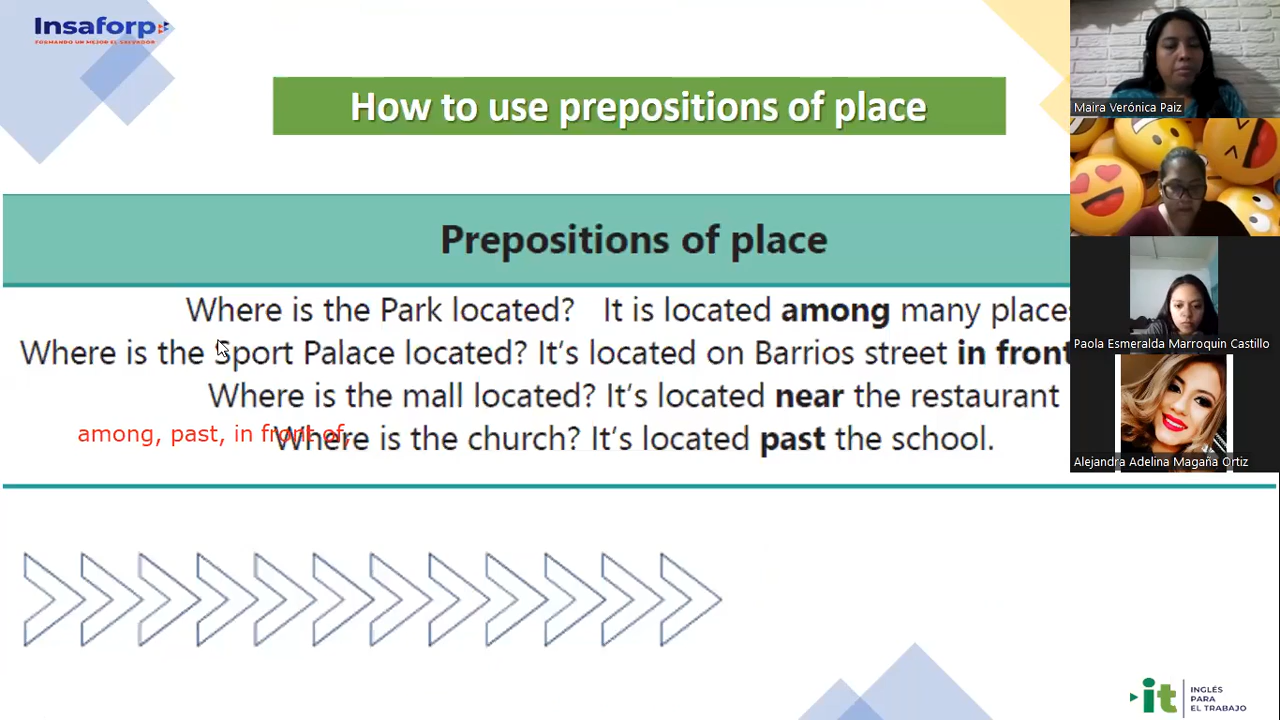 Insaforp
FORMANDO UN MEJOR EL SALVADOR
How to use prepositions of place
Prepositions of place
Where is the Park located? It is located among many places
Where is the Sport Palace located? It's located on Barrios street in front
Where is the mall located? It's located near the restaurant
among, past, in front of,
Where is the church? It's located past the school.
Maira Verónica Paiz
Paola Esmeralda Marroquin Castillo
Alejandra Adelina Magaña Ortiz
it
INGLÉS
PARA
EL TRABAJO